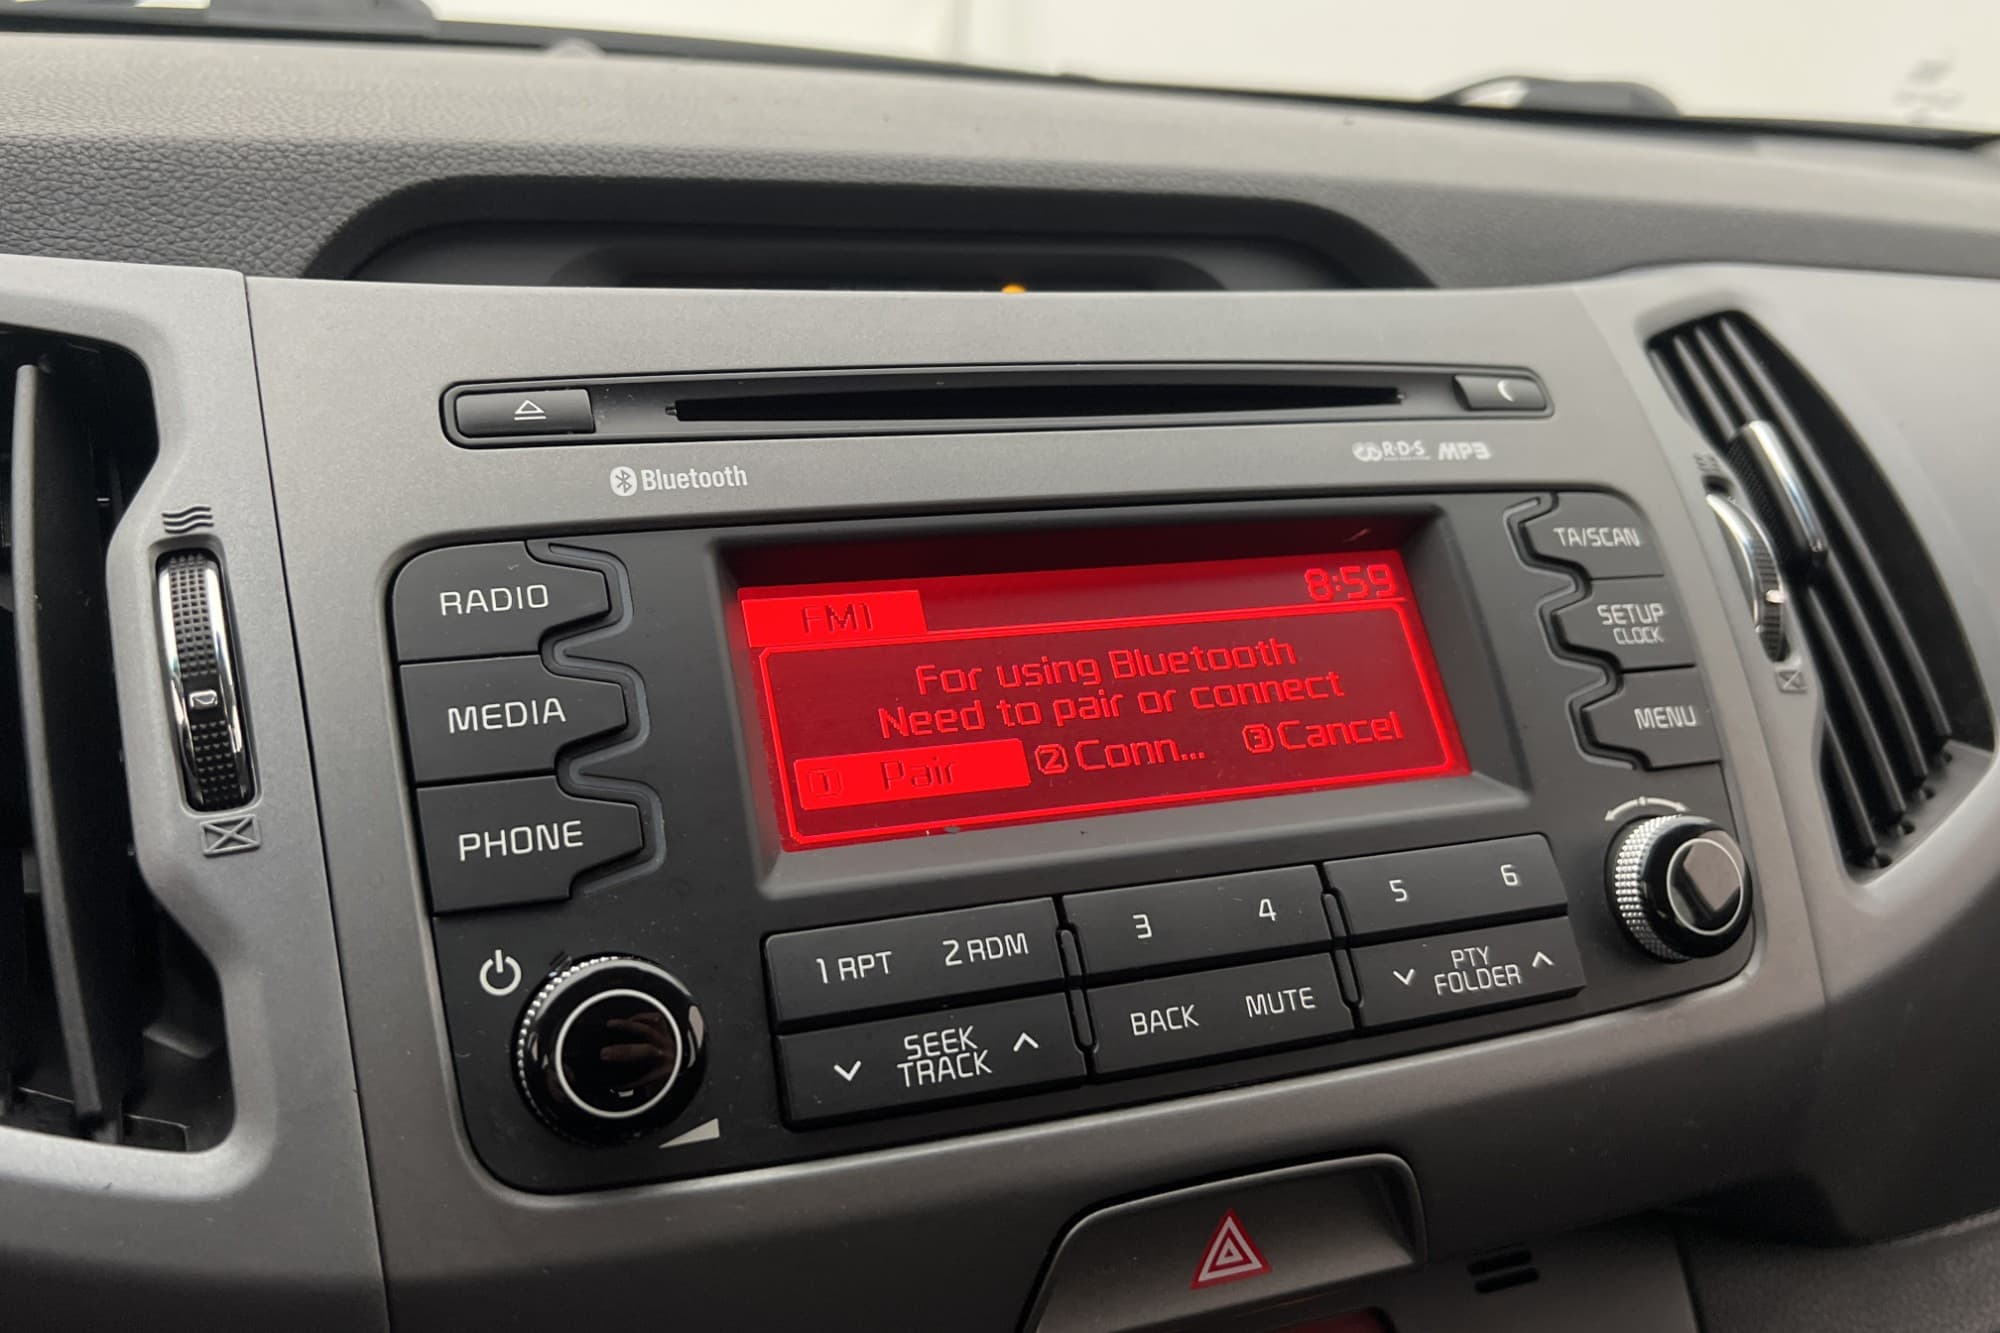 Bluetooth
R·D·S MP3
RADIO
MEDIA
PHONE
FM1 8:59
For using Bluetooth
Need to pair or connect
1 Pair 2 Conn... 3 Cancel
TA/SCAN
SETUP
CLOCK
MENU
1 RPT 2 RDM 3 4 5 6
SEEK
TRACK
BACK MUTE
PTY
FOLDER